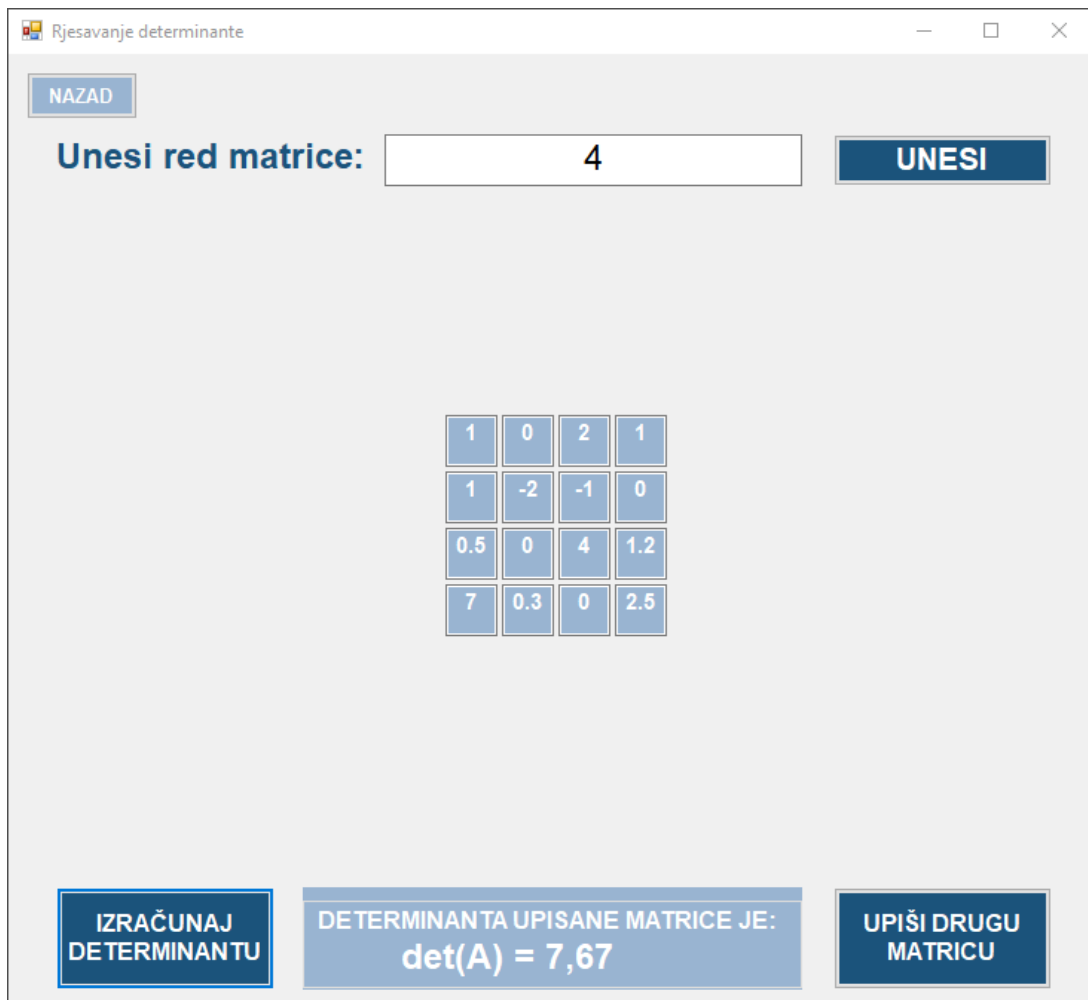 Rjesavanje determinante
NAZAD
Unesi red matrice: 4 UNESI
1 0 2 1
1 -2 -1 0
0.5 0 4 1.2
7 0.3 0 2.5
IZRAČUNAJ
DETERMINANTU
DETERMINANTA UPISANE MATRICE JE:
det(A) = 7,67
UPIŠI DRUGU
MATRICU